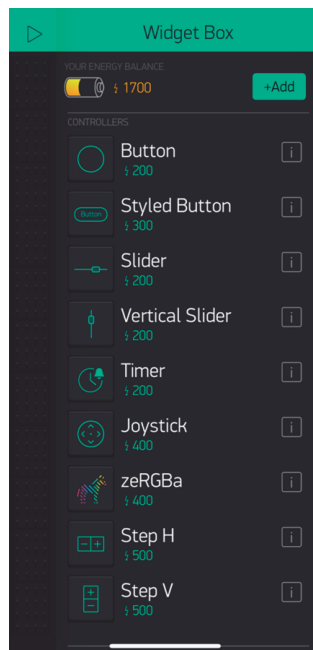 Widget Box
YOUR ENERGY BALANCE
1700
+Add
CONTROLLERS
Button
200
Button
Styled Button
300
Slider
200
Vertical Slider
200
Timer
200
Joystick
400
zeRGBa
400
Step H
500
Step V
500